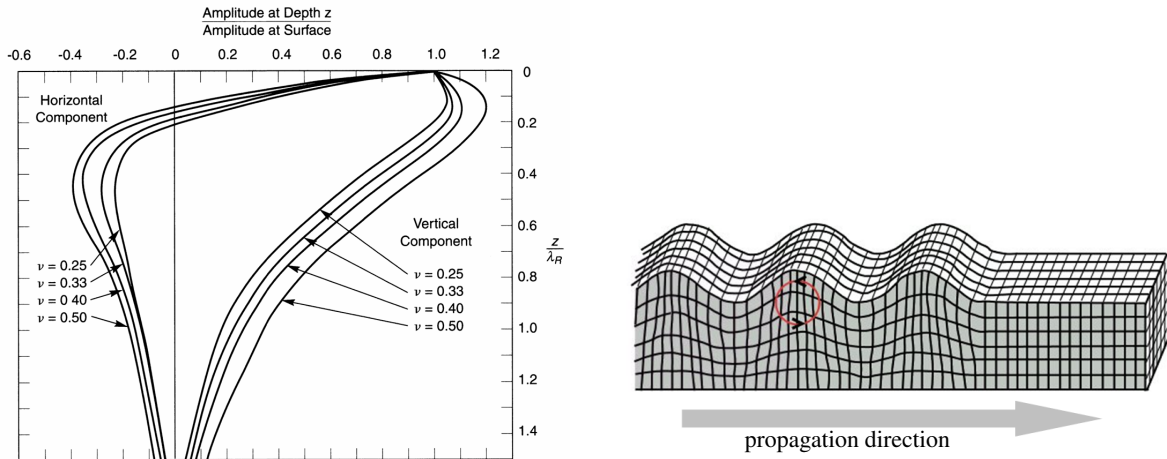 Amplitude at Depth z
Amplitude at Surface
-0.6 -0.4 -0.2 0 0.2 0.4 0.6 0.8 1.0 1.2
0
0.2
0.4
0.6
0.8
1.0
1.2
1.4
z
λR
Horizontal
Component
Vertical
Component
ν = 0.25
ν = 0.33
ν = 0 40
ν = 0.50
ν = 0.25
ν = 0.33
ν = 0.40
ν = 0.50
propagation direction